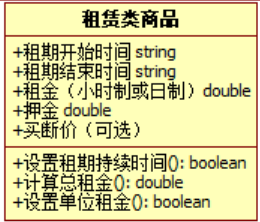 租赁类商品
+租期开始时间 string
+租期结束时间 string
+租金（小时制或日制）double
+押金 double
+买断价（可选）
+设置租期持续时间(): boolean
+计算总租金(): double
+设置单位租金(): boolean